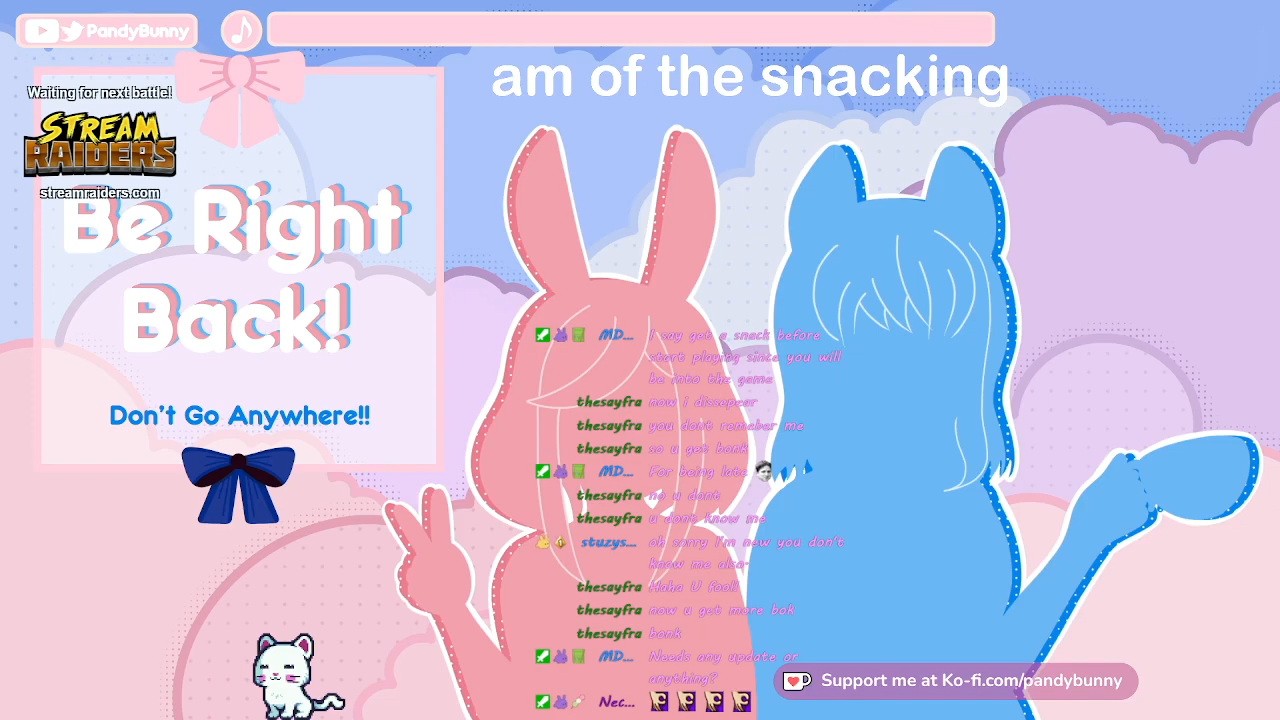 PandyBunny
am of the snacking
Waiting for next battle!
STREAM
RAIDERS
streamraiders.com
Be Right
Back!
Don't Go Anywhere!!
MD... I say get a snack before
start playing since you will
be into the game
thesayfra now i dissepeer
thesayfra you dont remeber me
thesayfra so u get bonk
MD... For being late
thesayfra no u dont
thesayfra u dont know me
stuzys... oh sorry I'm new you don't
know me also
thesayfra Haha U fool!
thesayfra now u get more bok
thesayfra bonk
MD... Needs any update or
anything?
Nec...
Support me at Ko-fi.com/pandybunny